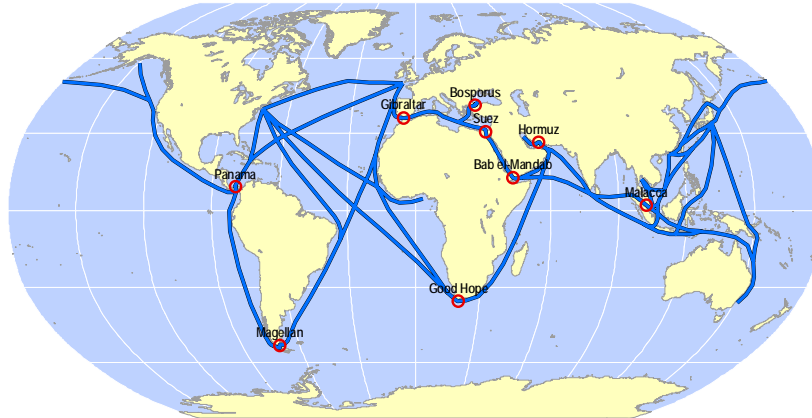 Bosporus
Gibraltar
Suez
Hormuz
Bab el-Mandab
Panama
Malacca
Good Hope
Magellan